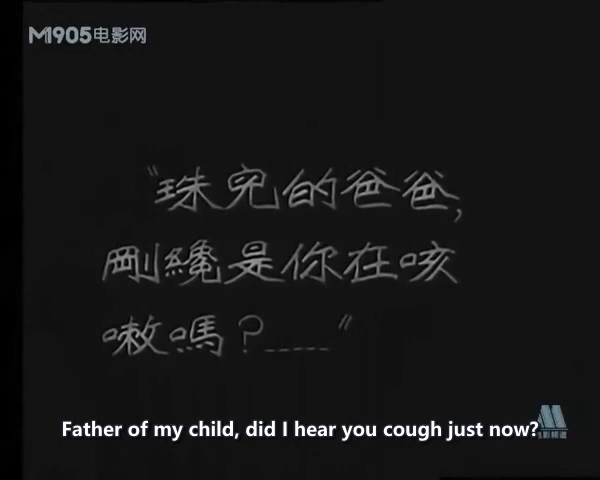 M1905电影网
"珠兒的爸爸,
剛纔是你在咳
嗽嗎?......"
Father of my child, did I hear you cough just now?